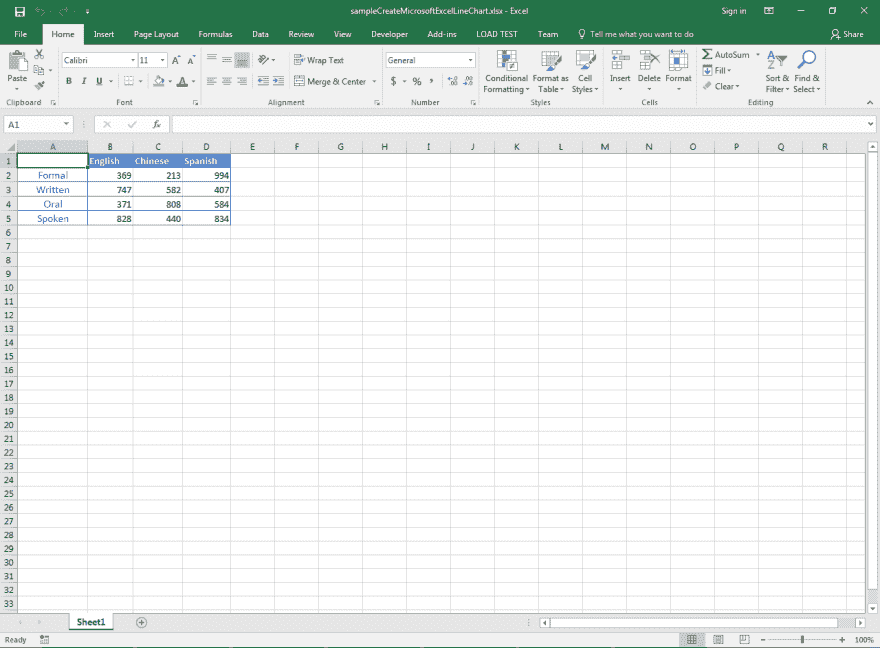 sampleCreateMicrosoftExcelLineChart.xlsx - Excel Sign in
File Home Insert Page Layout Formulas Data Review View Developer Add-ins LOAD TEST Team Tell me what you want to do Share
Calibri 11 A A Wrap Text General AutoSum
Paste Conditional Format as Cell Insert Delete Format Fill Sort & Find &
B I U A Merge & Center $ % , Formatting Table Styles Clear Filter Select
Clipboard Font Alignment Number Styles Cells Editing
A1 fx
A B C D E F G H I J K L M N O P Q R
1 English Chinese Spanish
2 Formal 369 213 994
3 Written 747 582 407
4 Oral 371 808 584
5 Spoken 828 440 834
6
7
8
9
10
11
12
13
14
15
16
17
18
19
20
21
22
23
24
25
26
27
28
29
30
31
32
33
Sheet1
Ready 100%